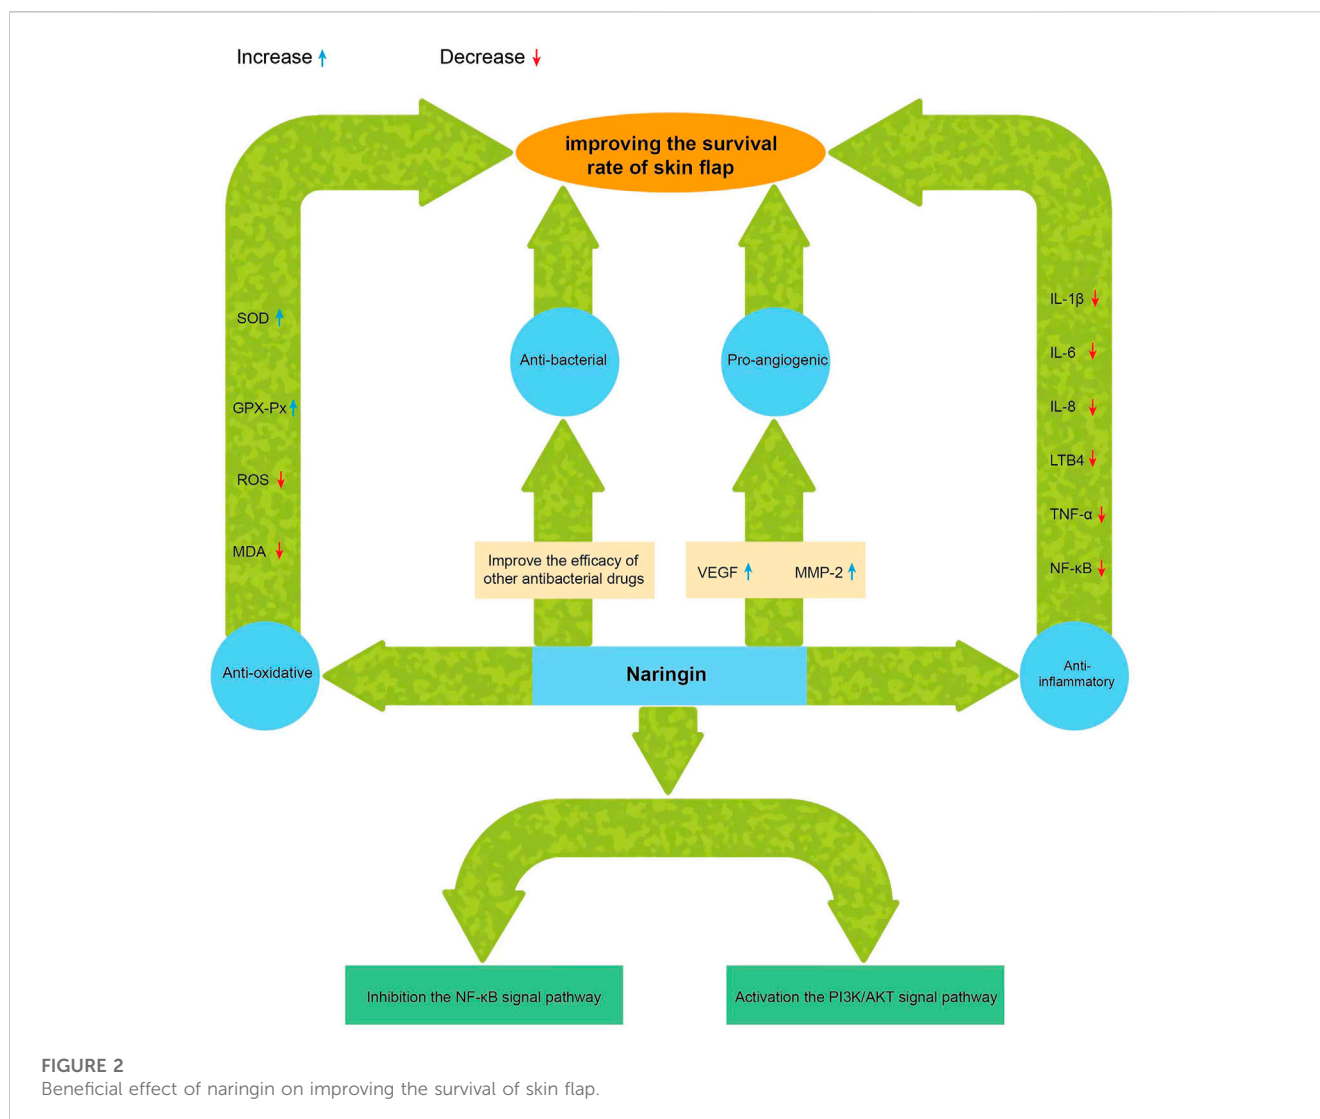 Increase ↑
Decrease ↓
improving the survival
rate of skin flap
SOD ↑
GPX-Px ↑
ROS ↓
MDA ↓
Anti-bacterial
Pro-angiogenic
IL-1β ↓
IL-6 ↓
IL-8 ↓
LTB4 ↓
TNF-α ↓
NF-κB ↓
Improve the efficacy of
other antibacterial drugs
VEGF ↑
MMP-2 ↑
Anti-oxidative
Naringin
Anti-
inflammatory
Inhibition the NF-κB signal pathway
Activation the PI3K/AKT signal pathway
FIGURE 2
Beneficial effect of naringin on improving the survival of skin flap.